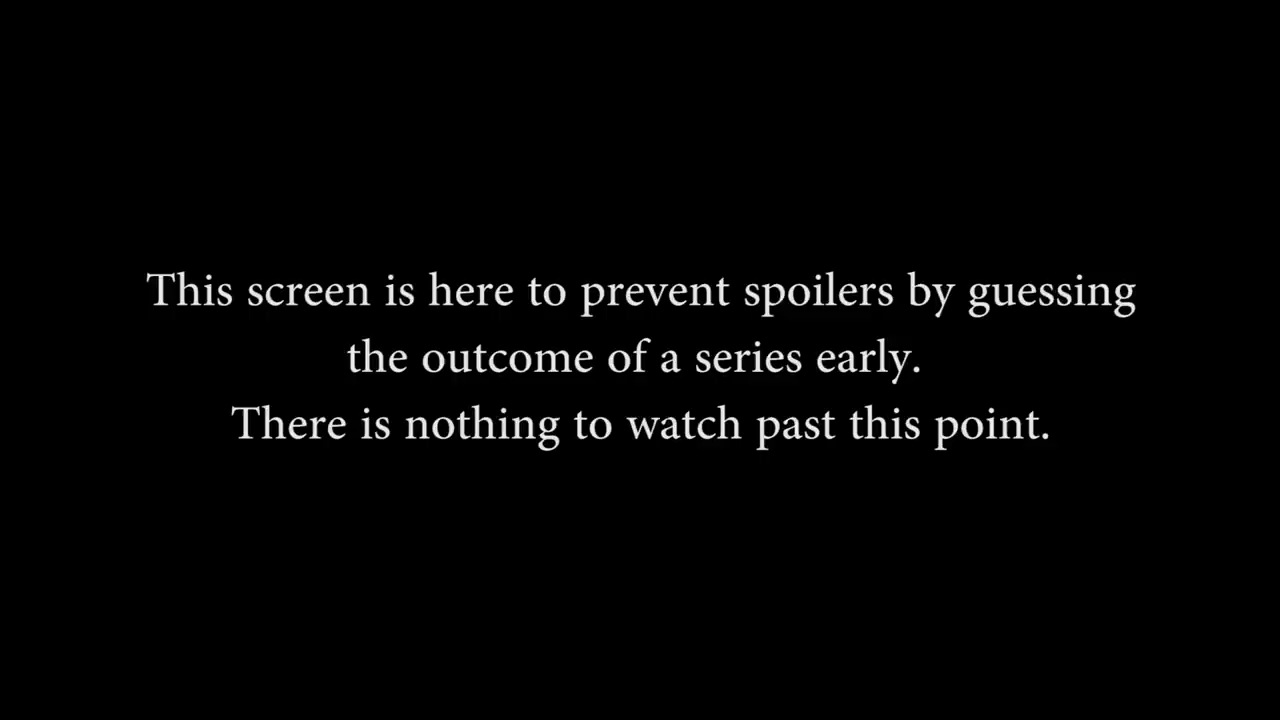 This screen is here to prevent spoilers by guessing
the outcome of a series early.
There is nothing to watch past this point.